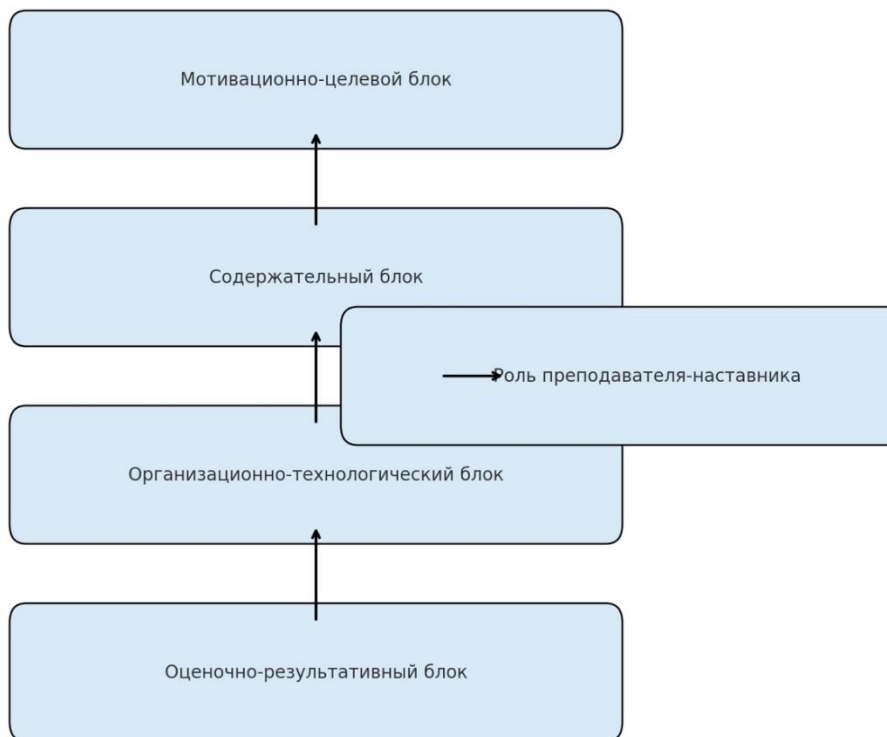 Мотивационно-целевой блок
Содержательный блок
Роль преподавателя-наставника
Организационно-технологический блок
Оценочно-результативный блок